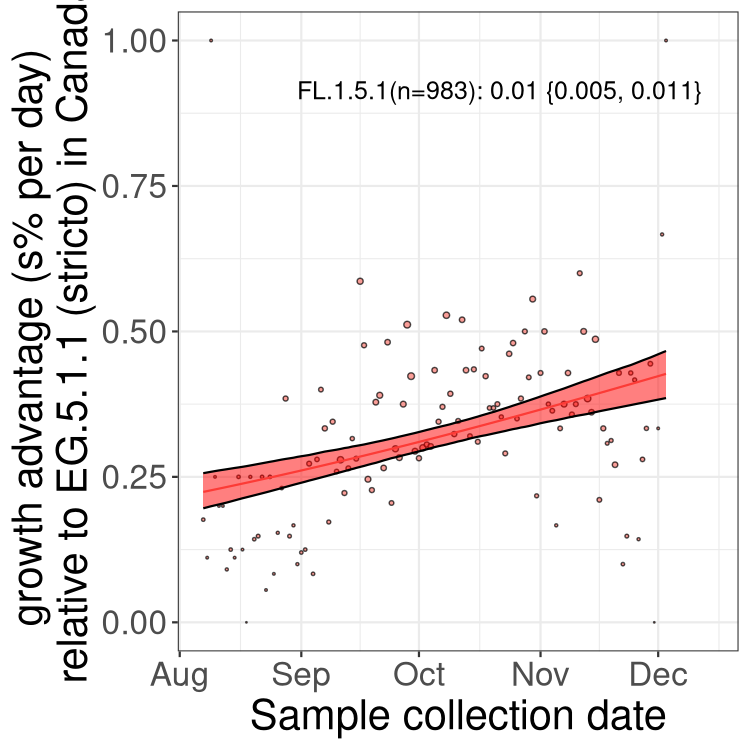 growth advantage (s% per day)
relative to EG.5.1.1 (stricto) in Canada
1.00
0.75
0.50
0.25
0.00
FL.1.5.1(n=983): 0.01 {0.005, 0.011}
Aug Sep Oct Nov Dec
Sample collection date